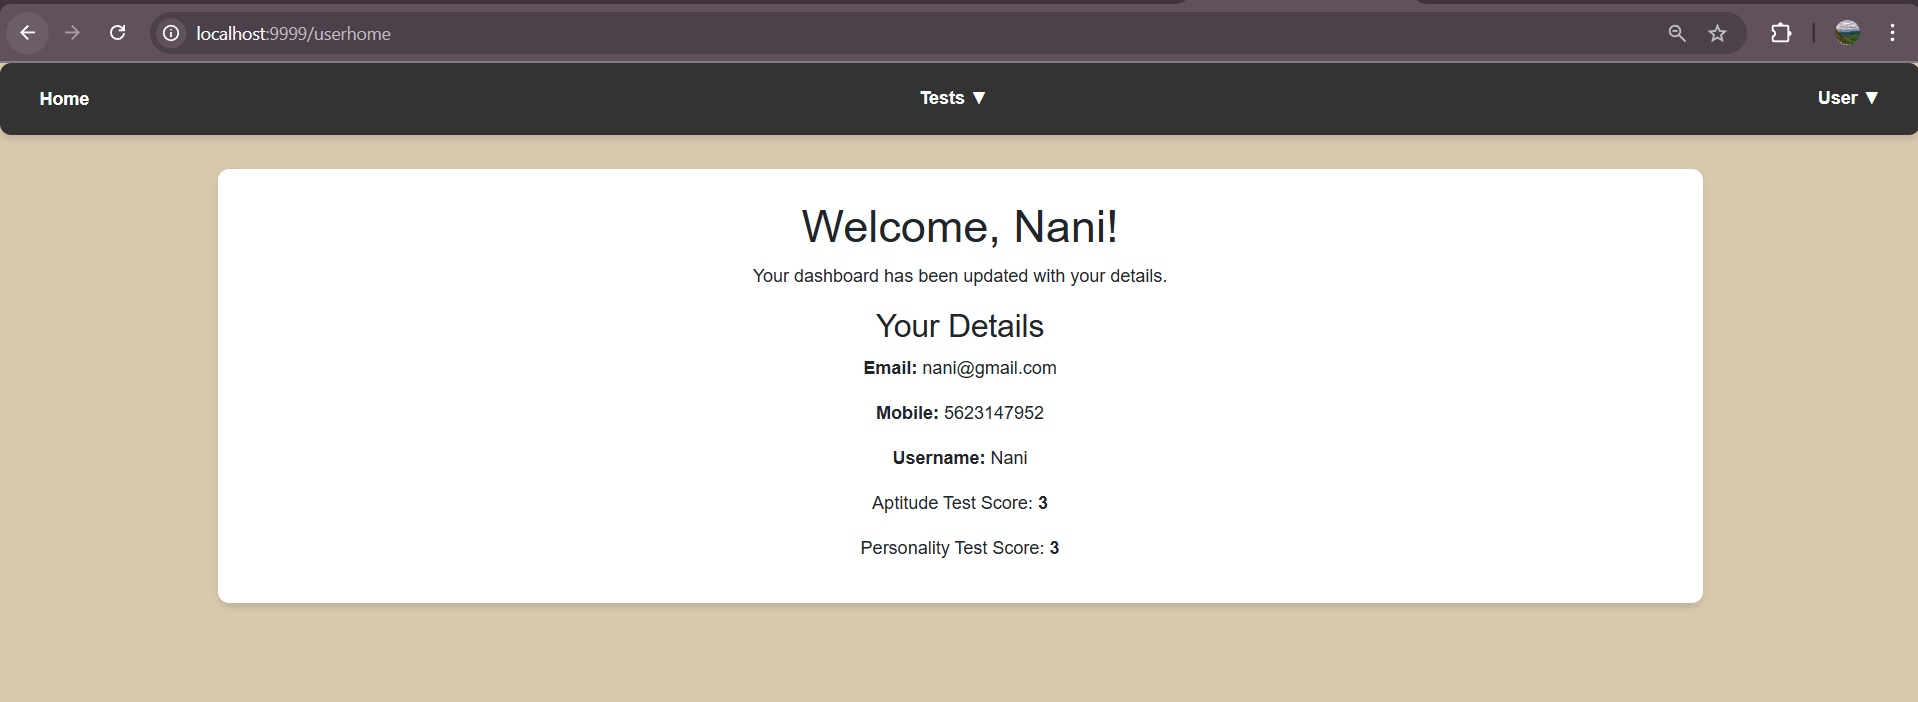 localhost:9999/userhome
Home Tests ▼ User ▼
Welcome, Nani!
Your dashboard has been updated with your details.
Your Details
Email: nani@gmail.com
Mobile: 5623147952
Username: Nani
Aptitude Test Score: 3
Personality Test Score: 3